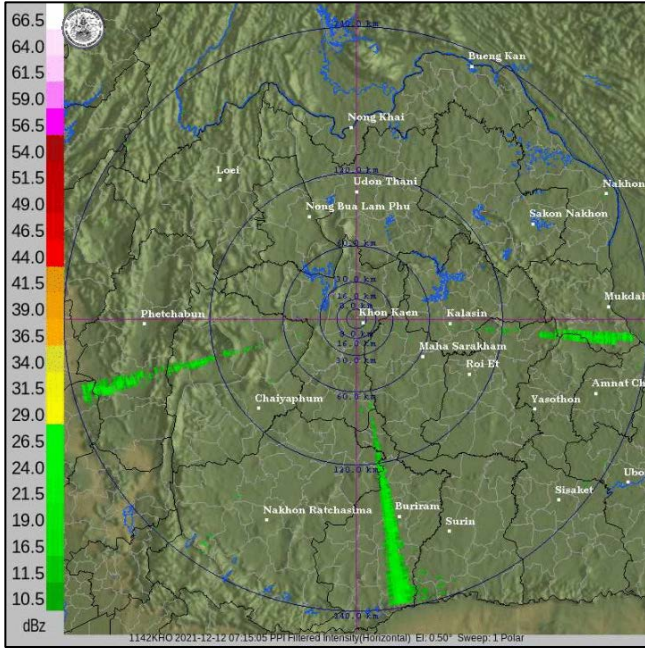 66.5
64.0
61.5
59.0
56.5
54.0
51.5
49.0
46.5
44.0
41.5
39.0
36.5
34.0
31.5
29.0
26.5
24.0
21.5
19.0
16.5
13.0
11.5
10.5
dBz
Bueng Kan
Nong Khai
Loei
Udon Thani
Nong Bua Lam Phu
Nakhon
Sakon Nakhon
Mukdah
Phetchabun
Khon Kaen
Kalasin
Maha Sarakham
Roi Et
Chaiyaphum
Yasothon
Amnat Ch
120.0 km
Ubo
Sisaket
Nakhon Ratchasima
Buriram
Surin
1142KHO 2021-12-12 07:15:05 PPI Filtered Intensity(Horizontal) El: 0.50° Sweep: 1 Polar